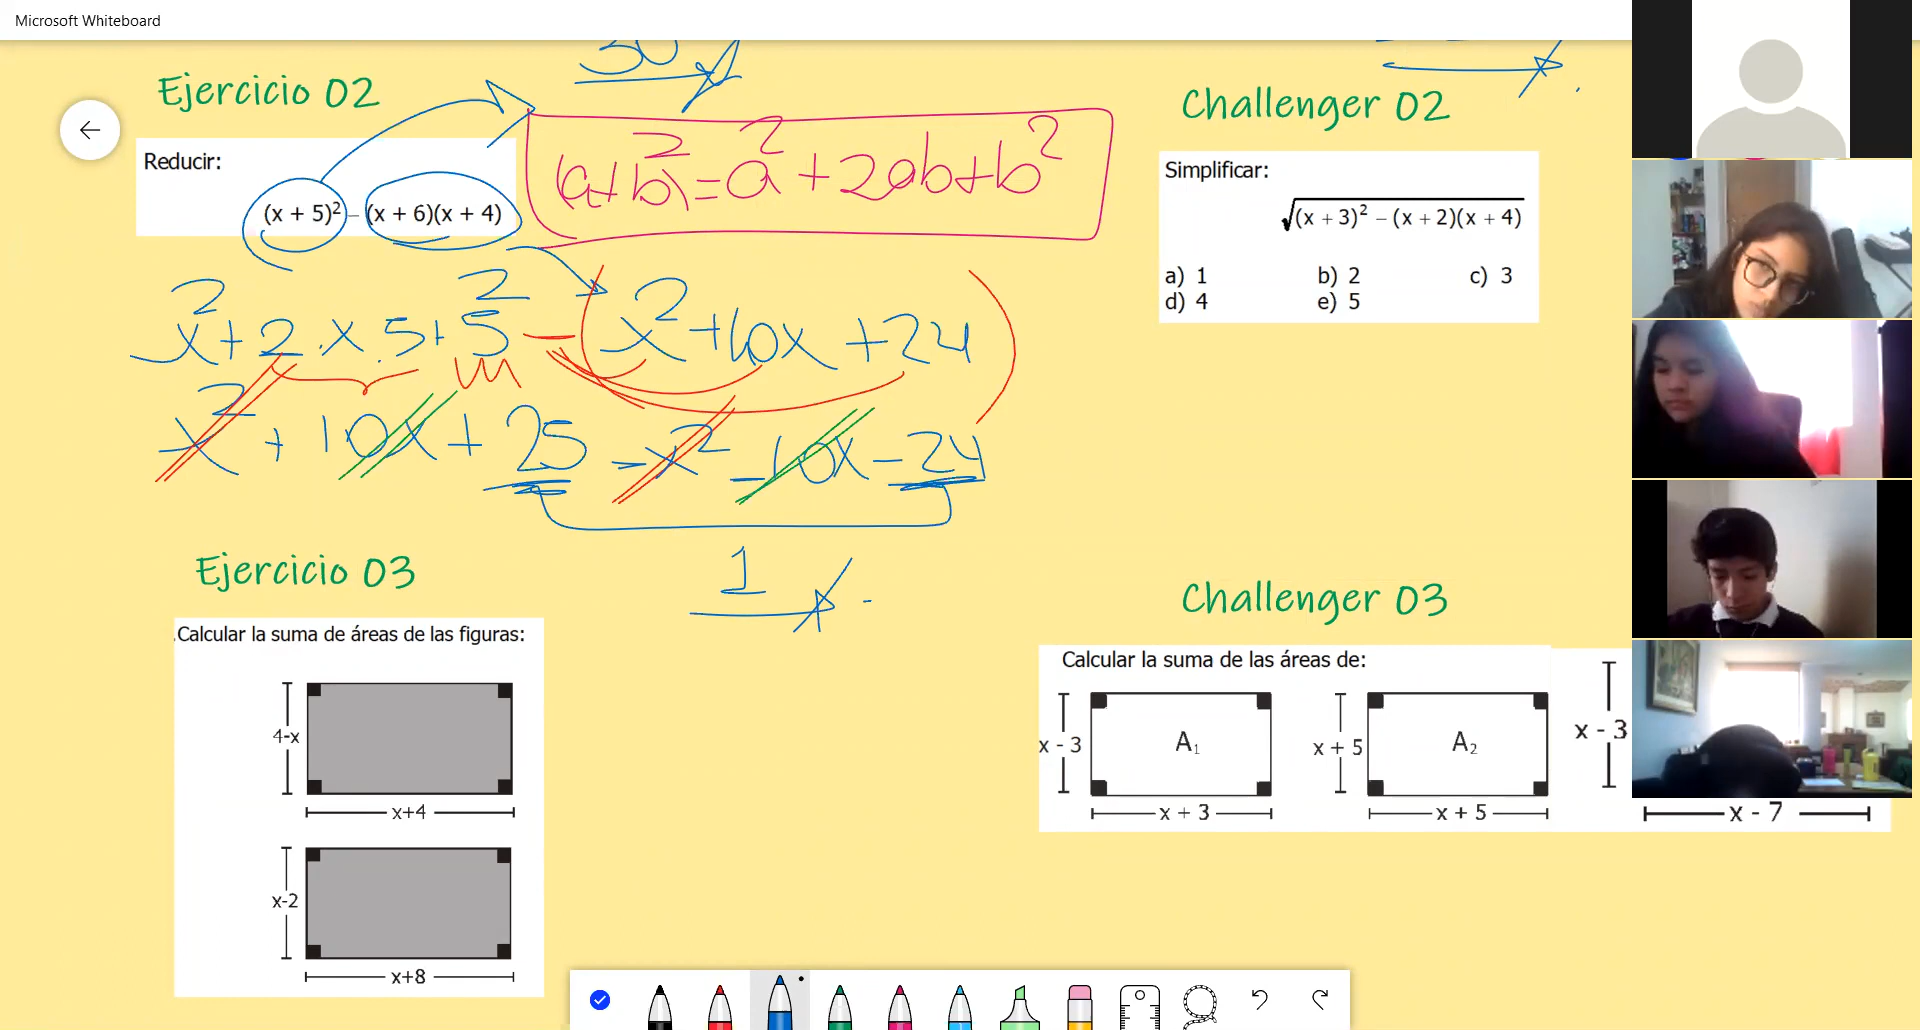 Microsoft Whiteboard
30
Ejercicio 02
Reducir:
(x + 5)² – (x + 6)(x + 4)
(a+b)² = a² + 2ab + b²
x² + 2 . x . 5 + 5² – (x² + 10x + 24)
x² + 10x + 25 – x² – 10x – 24
1
Challenger 02
Simplificar:
√(x + 3)² – (x + 2)(x + 4)
a) 1 b) 2 c) 3
d) 4 e) 5
Ejercicio 03
Calcular la suma de áreas de las figuras:
4-x
x+4
x-2
x+8
Challenger 03
Calcular la suma de las áreas de:
x - 3
A₁
x + 3
x + 5
A₂
x + 5
x - 3
x - 7